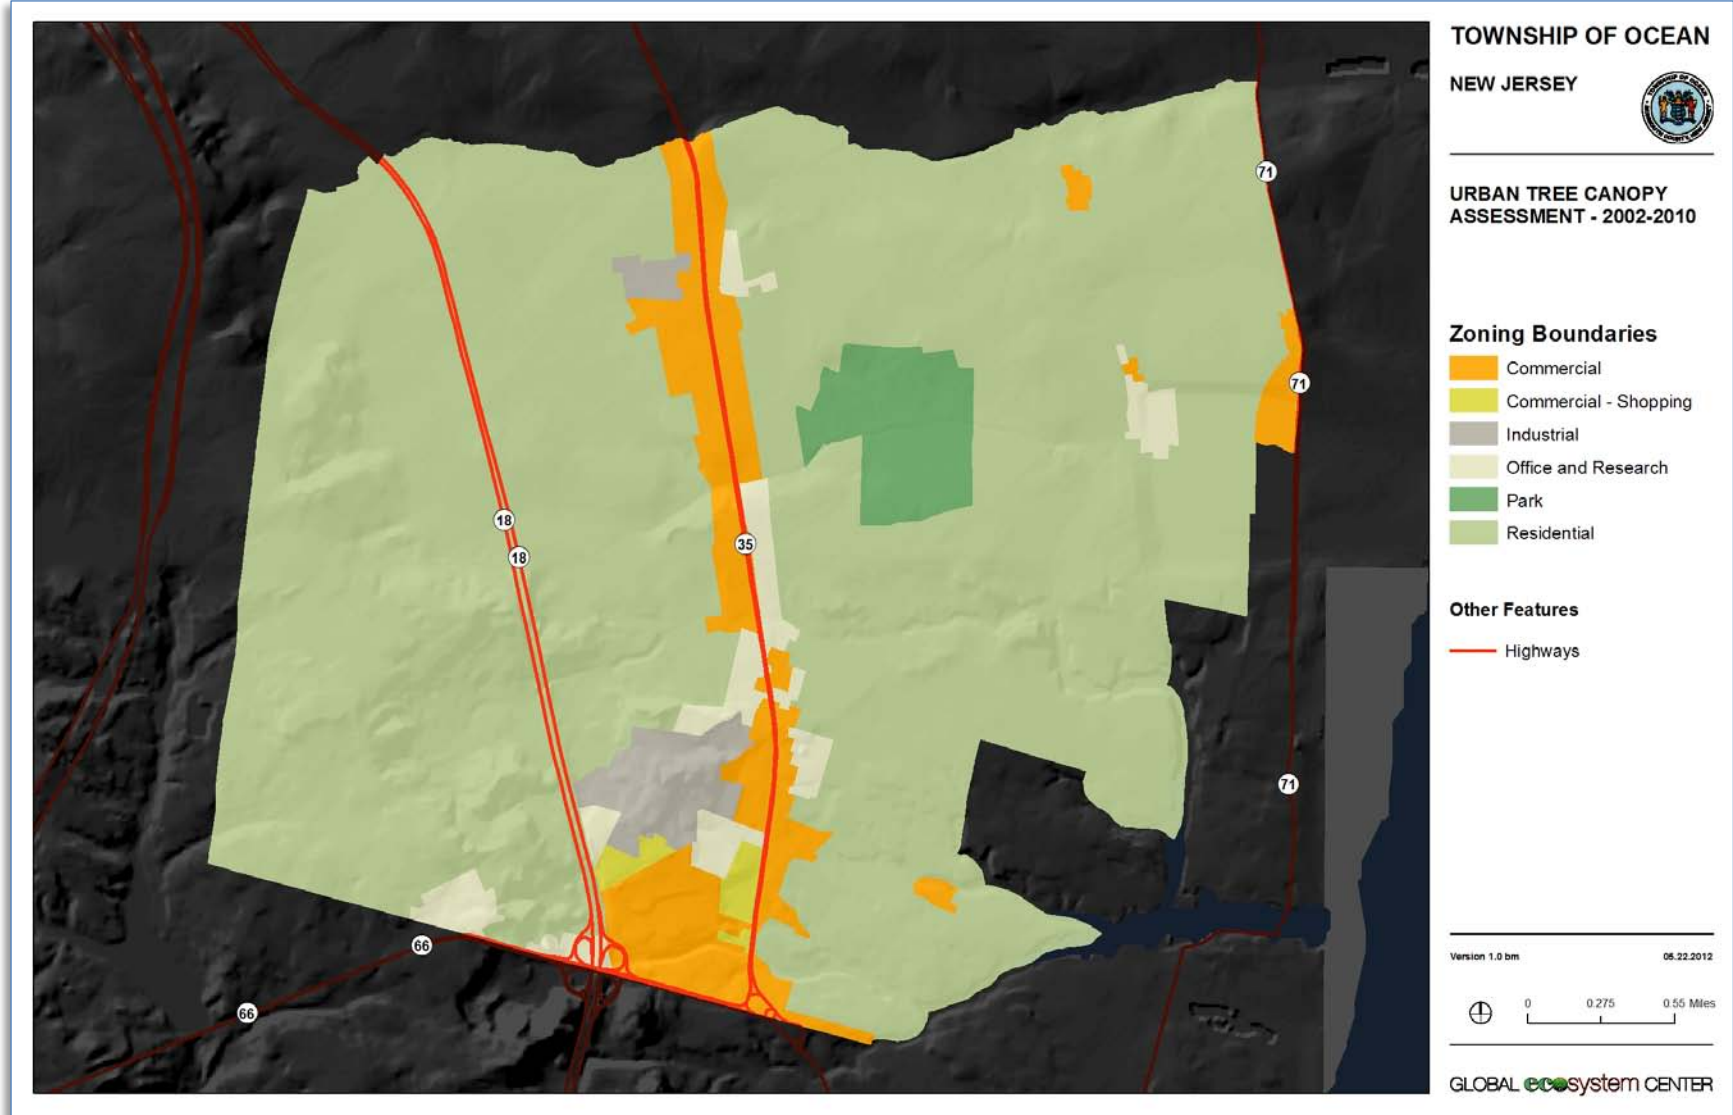 TOWNSHIP OF OCEAN
NEW JERSEY
URBAN TREE CANOPY
ASSESSMENT - 2002-2010
Zoning Boundaries
Commercial
Commercial - Shopping
Industrial
Office and Research
Park
Residential
Other Features
Highways
71
71
18
18
35
71
66
66
Version 1.0 bm
05.22.2012
0
0.275
0.55 Miles
GLOBAL ecosystem CENTER